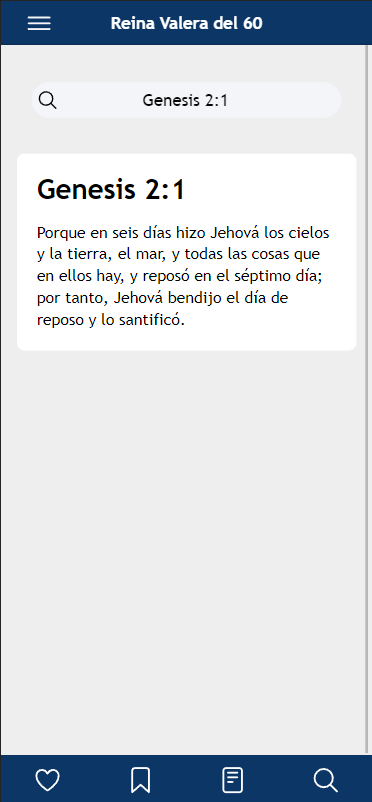 Reina Valera del 60
Genesis 2:1
Genesis 2:1
Porque en seis días hizo Jehová los cielos
y la tierra, el mar, y todas las cosas que
en ellos hay, y reposó en el séptimo día;
por tanto, Jehová bendijo el día de
reposo y lo santificó.